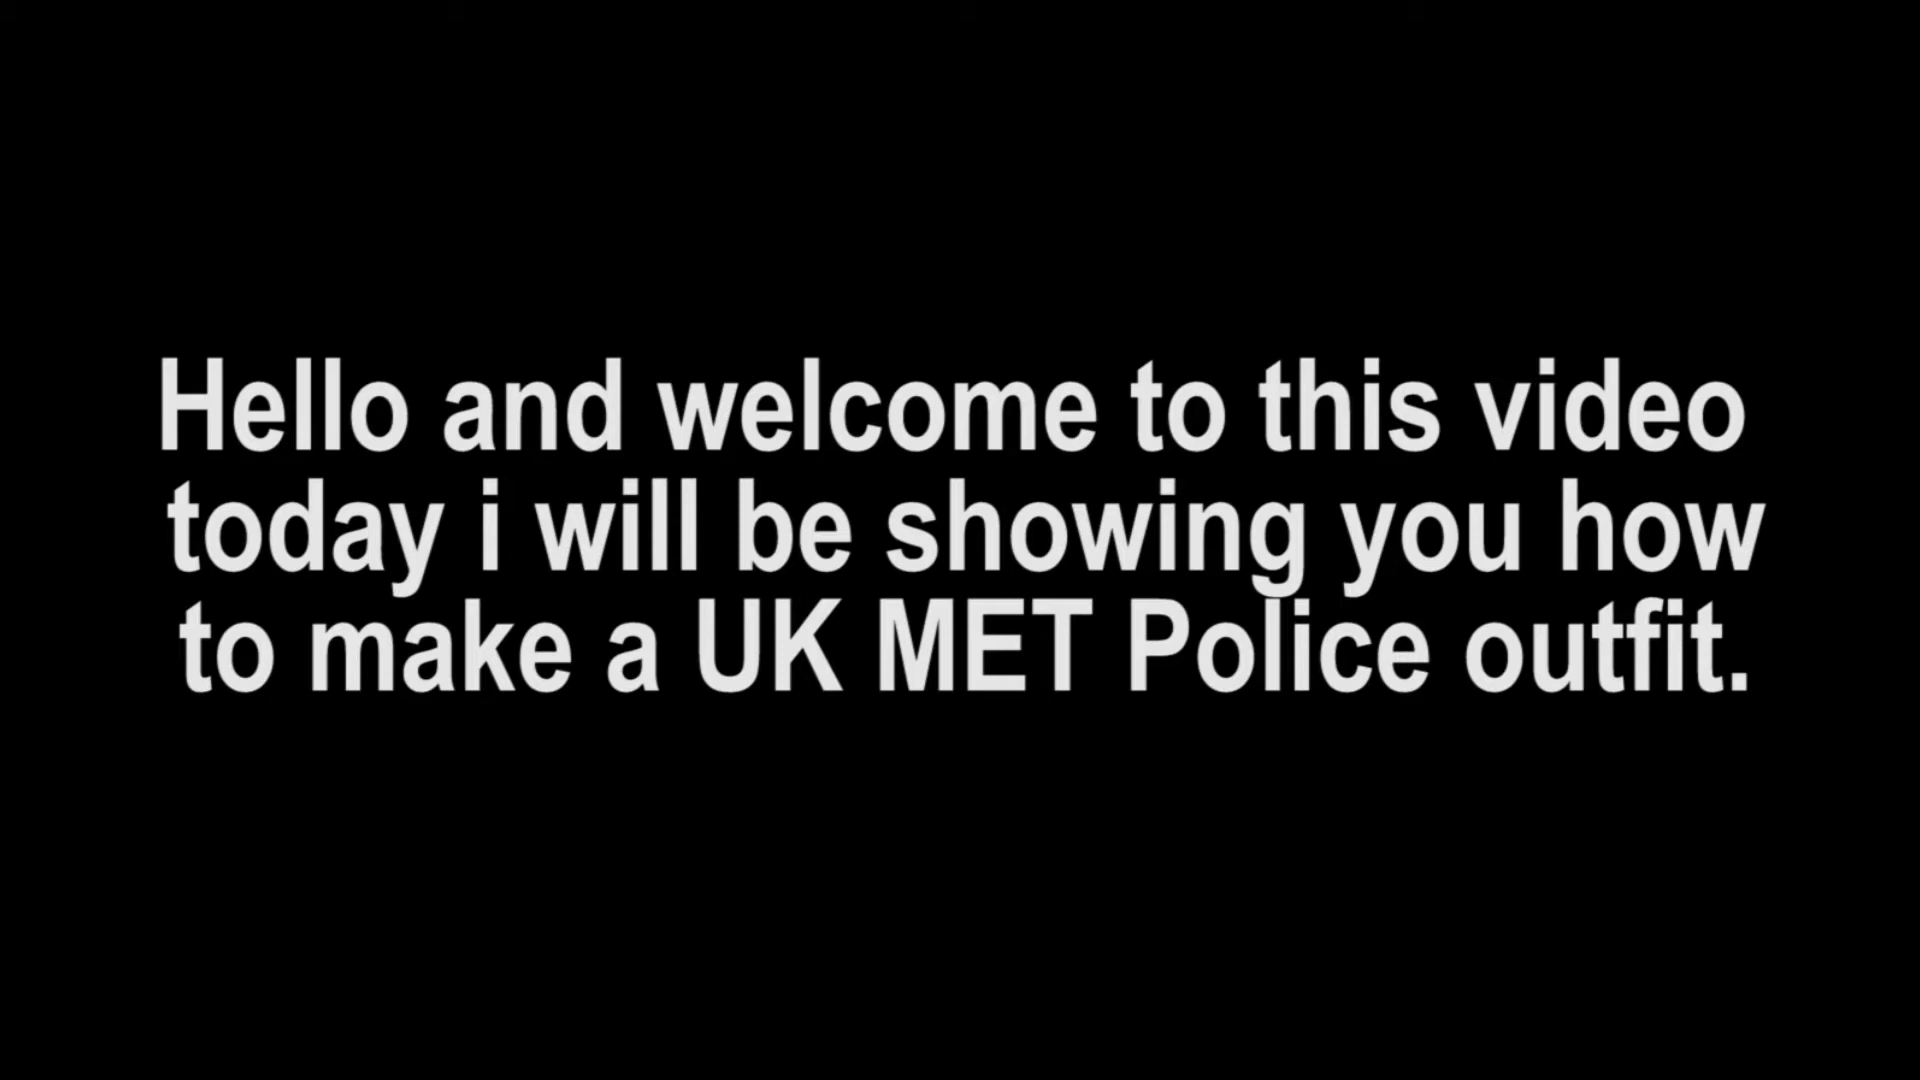 Hello and welcome to this video
today i will be showing you how
to make a UK MET Police outfit.